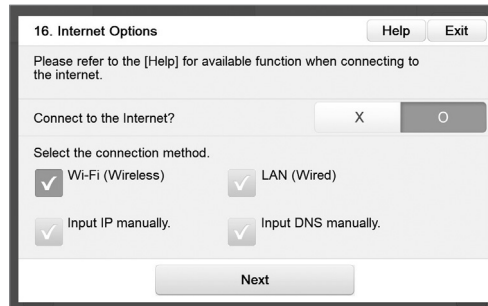 16. Internet Options
Help
Exit
Please refer to the [Help] for available function when connecting to
the internet.
Connect to the Internet?
X
O
Select the connection method.
Wi-Fi (Wireless)
LAN (Wired)
Input IP manually.
Input DNS manually.
Next